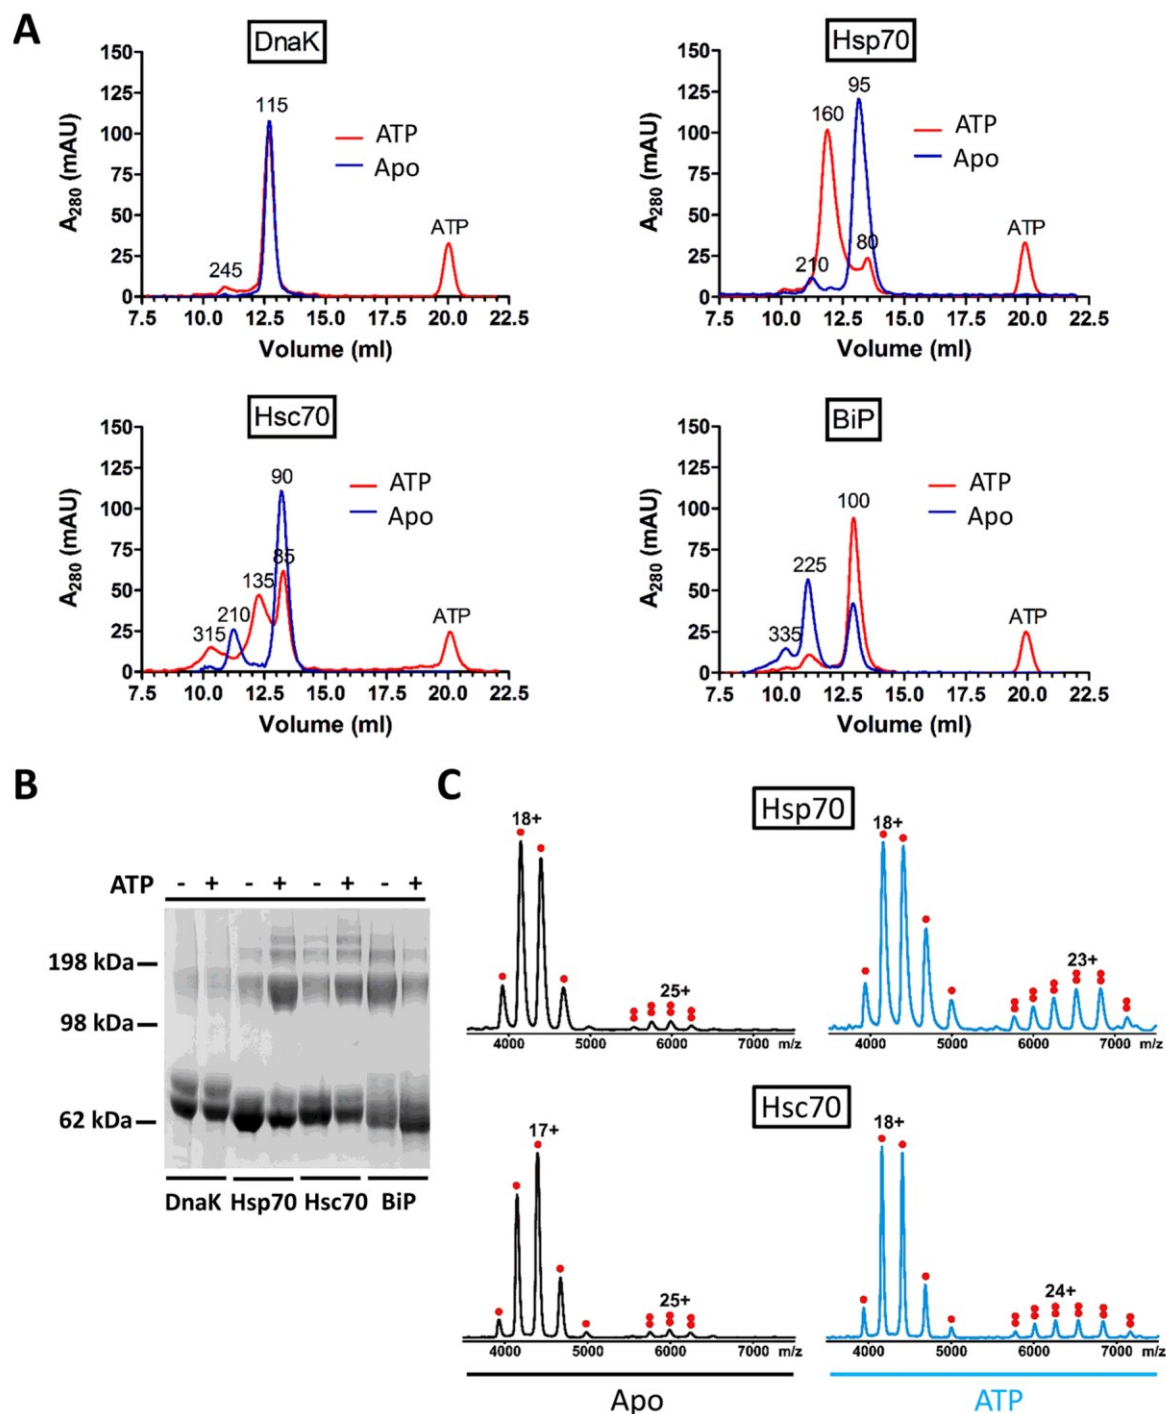 A
DnaK
150
125
100
75
50
25
0
A280 (mAU)
115
245
ATP
ATP
Apo
7.5 10.0 12.5 15.0 17.5 20.0 22.5
Volume (ml)
Hsp70
150
125
100
75
50
25
0
A280 (mAU)
95
160
210
80
ATP
ATP
Apo
7.5 10.0 12.5 15.0 17.5 20.0 22.5
Volume (ml)
Hsc70
150
125
100
75
50
25
0
A280 (mAU)
90
85
135
210
315
ATP
ATP
Apo
7.5 10.0 12.5 15.0 17.5 20.0 22.5
Volume (ml)
BiP
150
125
100
75
50
25
0
A280 (mAU)
100
225
335
ATP
ATP
Apo
7.5 10.0 12.5 15.0 17.5 20.0 22.5
Volume (ml)
B
ATP - + - + - + - +
198 kDa
98 kDa
62 kDa
DnaK Hsp70 Hsc70 BiP
C
Hsp70
18+
25+
4000 5000 6000 7000 m/z
18+
23+
4000 5000 6000 7000 m/z
Hsc70
17+
25+
4000 5000 6000 7000 m/z
18+
24+
4000 5000 6000 7000 m/z
Apo
ATP